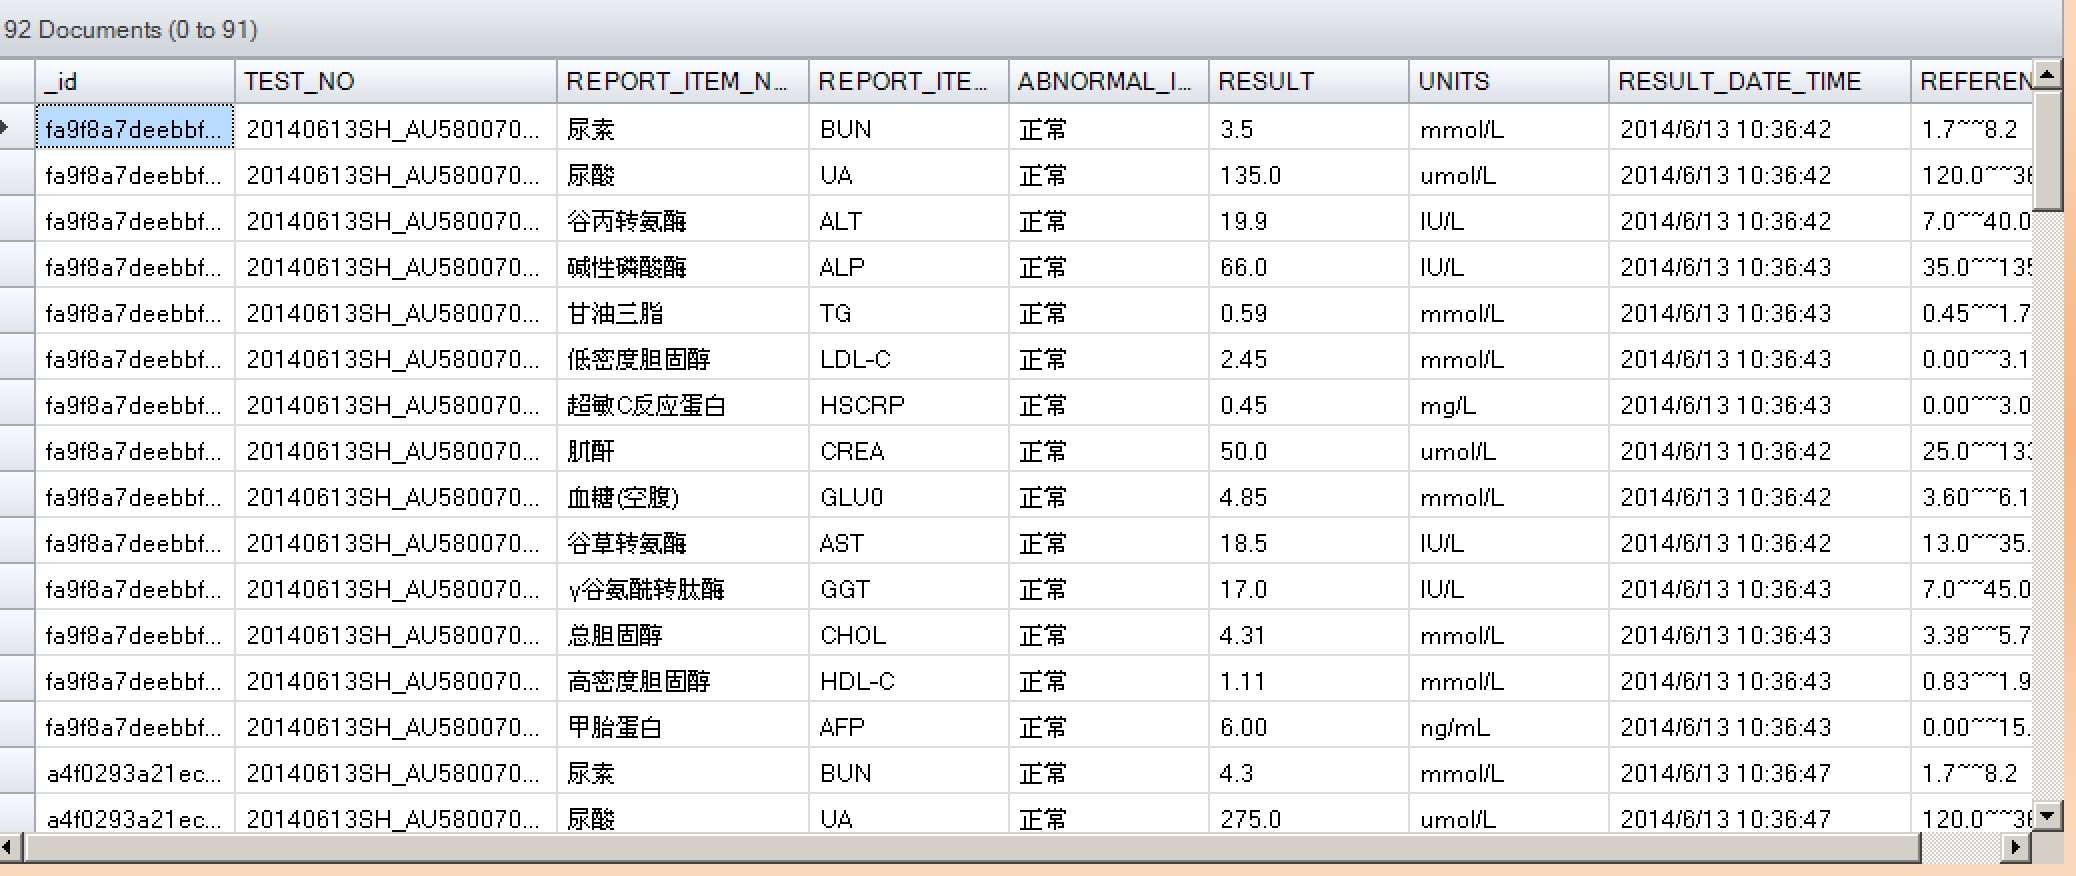 92 Documents (0 to 91)
_id TEST_NO REPORT_ITEM_N... REPORT_ITE... ABNORMAL_I... RESULT UNITS RESULT_DATE_TIME REFEREN
fa9f8a7deebbf... 20140613SH_AU580070... 尿素 BUN 正常 3.5 mmol/L 2014/6/13 10:36:42 1.7~~8.2
fa9f8a7deebbf... 20140613SH_AU580070... 尿酸 UA 正常 135.0 umol/L 2014/6/13 10:36:42 120.0~~36
fa9f8a7deebbf... 20140613SH_AU580070... 谷丙转氨酶 ALT 正常 19.9 IU/L 2014/6/13 10:36:42 7.0~~40.0
fa9f8a7deebbf... 20140613SH_AU580070... 碱性磷酸酶 ALP 正常 66.0 IU/L 2014/6/13 10:36:43 35.0~~135
fa9f8a7deebbf... 20140613SH_AU580070... 甘油三脂 TG 正常 0.59 mmol/L 2014/6/13 10:36:43 0.45~~1.7
fa9f8a7deebbf... 20140613SH_AU580070... 低密度胆固醇 LDL-C 正常 2.45 mmol/L 2014/6/13 10:36:43 0.00~~3.1
fa9f8a7deebbf... 20140613SH_AU580070... 超敏C反应蛋白 HSCRP 正常 0.45 mg/L 2014/6/13 10:36:43 0.00~~3.0
fa9f8a7deebbf... 20140613SH_AU580070... 肌酐 CREA 正常 50.0 umol/L 2014/6/13 10:36:42 25.0~~133
fa9f8a7deebbf... 20140613SH_AU580070... 血糖(空腹) GLU0 正常 4.85 mmol/L 2014/6/13 10:36:42 3.60~~6.1
fa9f8a7deebbf... 20140613SH_AU580070... 谷草转氨酶 AST 正常 18.5 IU/L 2014/6/13 10:36:42 13.0~~35.
fa9f8a7deebbf... 20140613SH_AU580070... γ谷氨酰转肽酶 GGT 正常 17.0 IU/L 2014/6/13 10:36:43 7.0~~45.0
fa9f8a7deebbf... 20140613SH_AU580070... 总胆固醇 CHOL 正常 4.31 mmol/L 2014/6/13 10:36:43 3.38~~5.7
fa9f8a7deebbf... 20140613SH_AU580070... 高密度胆固醇 HDL-C 正常 1.11 mmol/L 2014/6/13 10:36:43 0.83~~1.9
fa9f8a7deebbf... 20140613SH_AU580070... 甲胎蛋白 AFP 正常 6.00 ng/mL 2014/6/13 10:36:43 0.00~~15.
a4f0293a21ec... 20140613SH_AU580070... 尿素 BUN 正常 4.3 mmol/L 2014/6/13 10:36:47 1.7~~8.2
a4f0293a21ec... 20140613SH_AU580070... 尿酸 UA 正常 275.0 umol/L 2014/6/13 10:36:47 120.0~~36